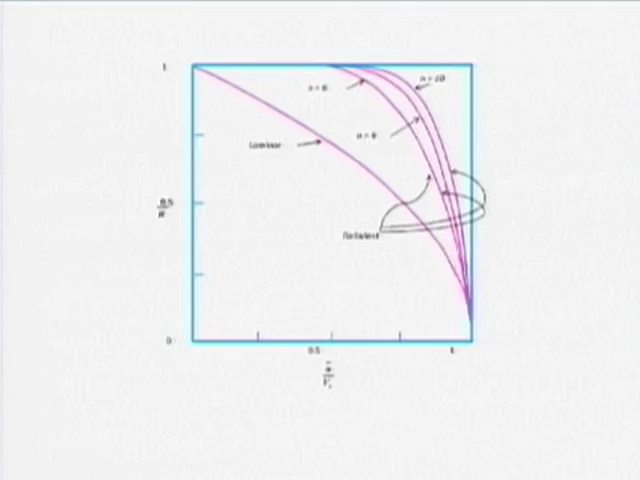 1
n = 10
n = 6
n = 8
Laminar
0.5
Turbulent
0
0.5
1